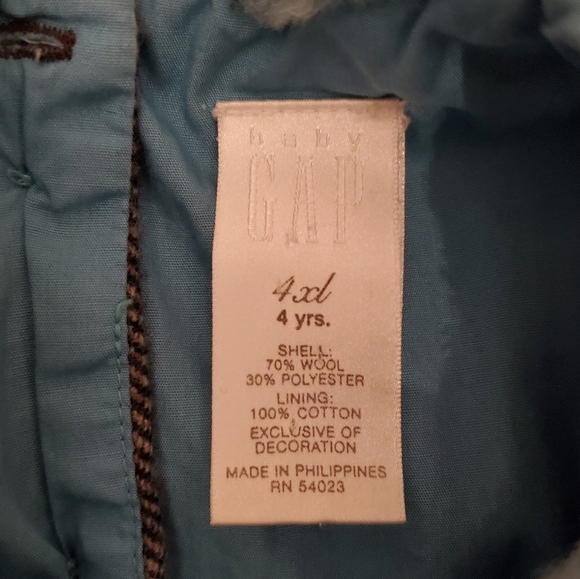 baby
GAP
4xl
4 yrs.
SHELL:
70% WOOL
30% POLYESTER
LINING:
100% COTTON
EXCLUSIVE OF
DECORATION
MADE IN PHILIPPINES
RN 54023